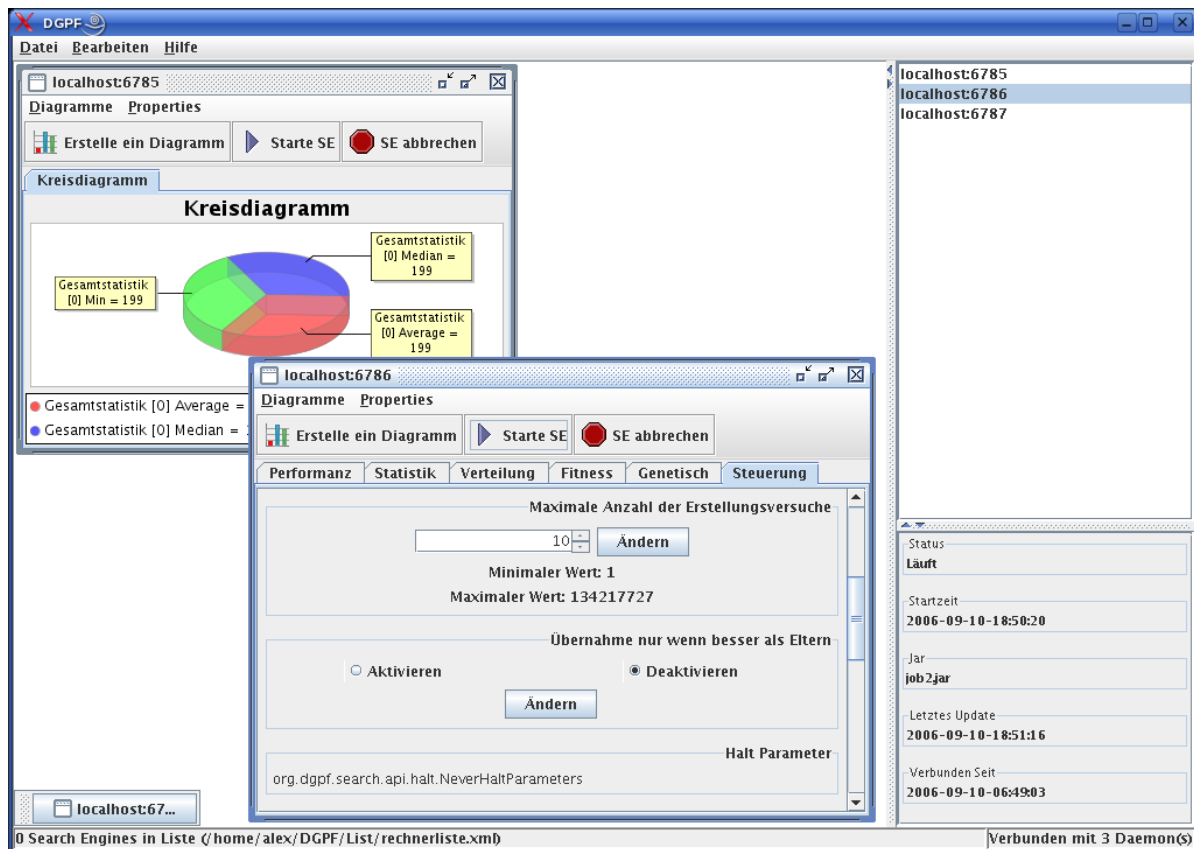 DGPF
Datei Bearbeiten Hilfe
localhost:6785
Diagramme Properties
Erstelle ein Diagramm Starte SE SE abbrechen
Kreisdiagramm
Kreisdiagramm
Gesamtstatistik
[0] Median =
199
Gesamtstatistik
[0] Min = 199
Gesamtstatistik
[0] Average =
199
Gesamtstatistik [0] Average =
Gesamtstatistik [0] Median =
localhost:6786
Diagramme Properties
Erstelle ein Diagramm Starte SE SE abbrechen
Performanz Statistik Verteilung Fitness Genetisch Steuerung
Maximale Anzahl der Erstellungsversuche
10 Ändern
Minimaler Wert: 1
Maximaler Wert: 134217727
Übernahme nur wenn besser als Eltern
Aktivieren Deaktivieren
Ändern
Halt Parameter
org.dgpf.search.api.halt.NeverHaltParameters
localhost:67...
localhost:6785
localhost:6786
localhost:6787
Status
Läuft
Startzeit
2006-09-10-18:50:20
Jar
job2.jar
Letztes Update
2006-09-10-18:51:16
Verbunden Seit
2006-09-10-06:49:03
0 Search Engines in Liste (/home/alex/DGPF/List/rechnerliste.xml)
Verbunden mit 3 Daemon(s)